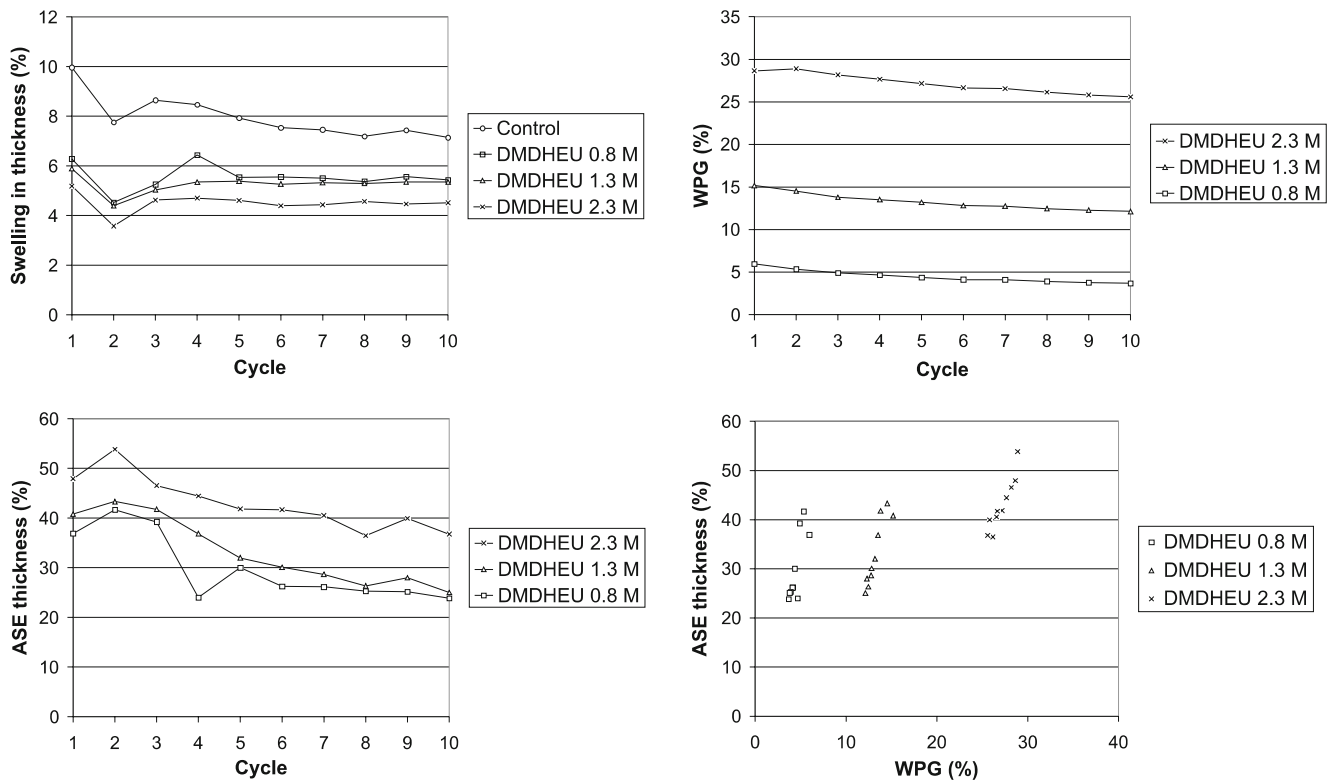 Swelling in thickness (%)
12
10
8
6
4
2
0
1 2 3 4 5 6 7 8 9 10
Cycle
Control
DMDHEU 0.8 M
DMDHEU 1.3 M
DMDHEU 2.3 M
WPG (%)
35
30
25
20
15
10
5
0
1 2 3 4 5 6 7 8 9 10
Cycle
DMDHEU 2.3 M
DMDHEU 1.3 M
DMDHEU 0.8 M
ASE thickness (%)
60
50
40
30
20
10
0
1 2 3 4 5 6 7 8 9 10
Cycle
DMDHEU 2.3 M
DMDHEU 1.3 M
DMDHEU 0.8 M
ASE thickness (%)
60
50
40
30
20
10
0
0 10 20 30 40
WPG (%)
DMDHEU 0.8 M
DMDHEU 1.3 M
DMDHEU 2.3 M